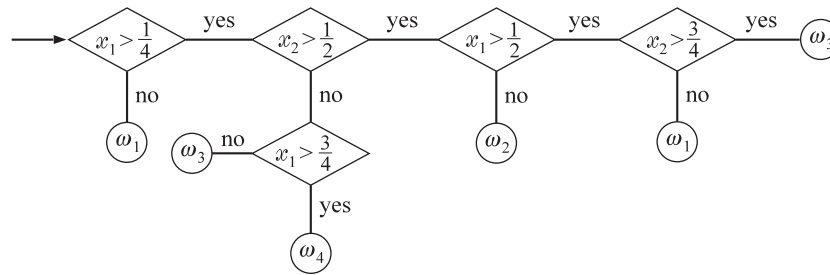 x₁ > 1/4 yes x₂ > 1/2 yes x₁ > 1/2 yes x₂ > 3/4 yes ω₃
no no no no
ω₁ ω₃ no x₁ > 3/4 ω₂ ω₁
yes
ω₄